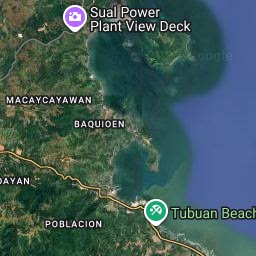 Sual Power
Plant View Deck
MACAYCAYAWAN
BAQUIOEN
DAYAN
POBLACION
Tubuan Beach